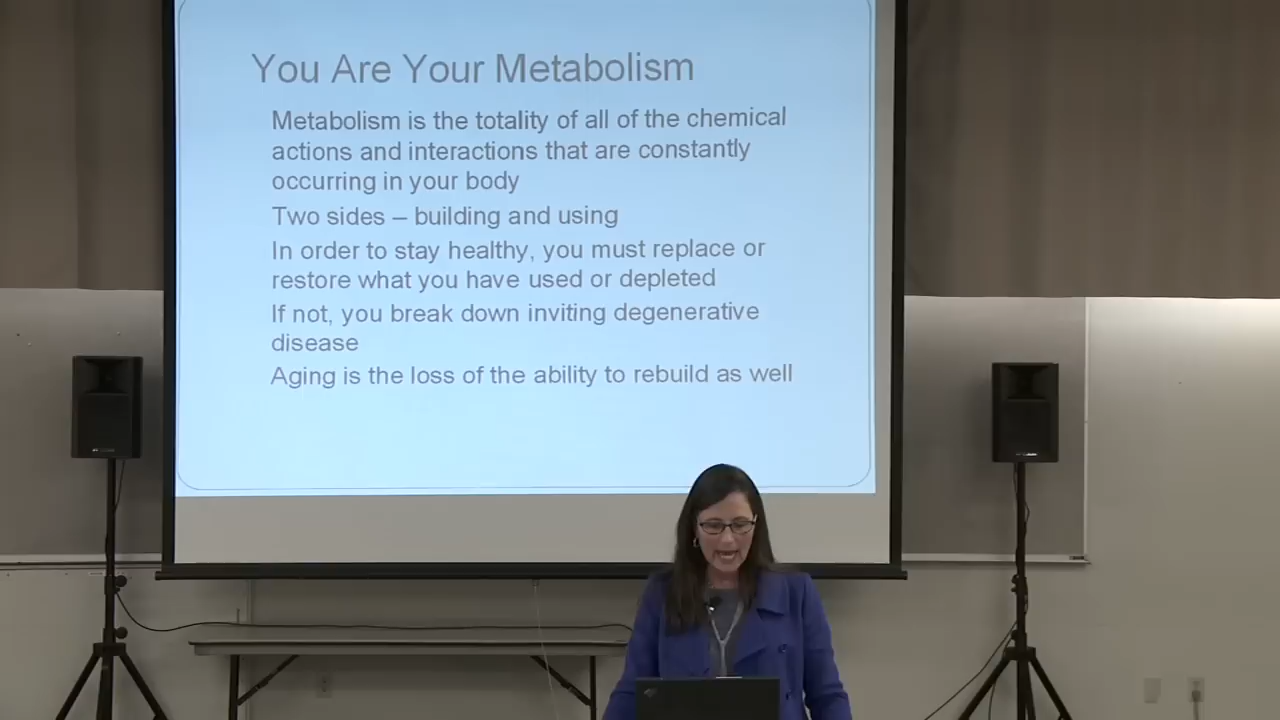 You Are Your Metabolism
Metabolism is the totality of all of the chemical
actions and interactions that are constantly
occurring in your body
Two sides – building and using
In order to stay healthy, you must replace or
restore what you have used or depleted
If not, you break down inviting degenerative
disease
Aging is the loss of the ability to rebuild as well